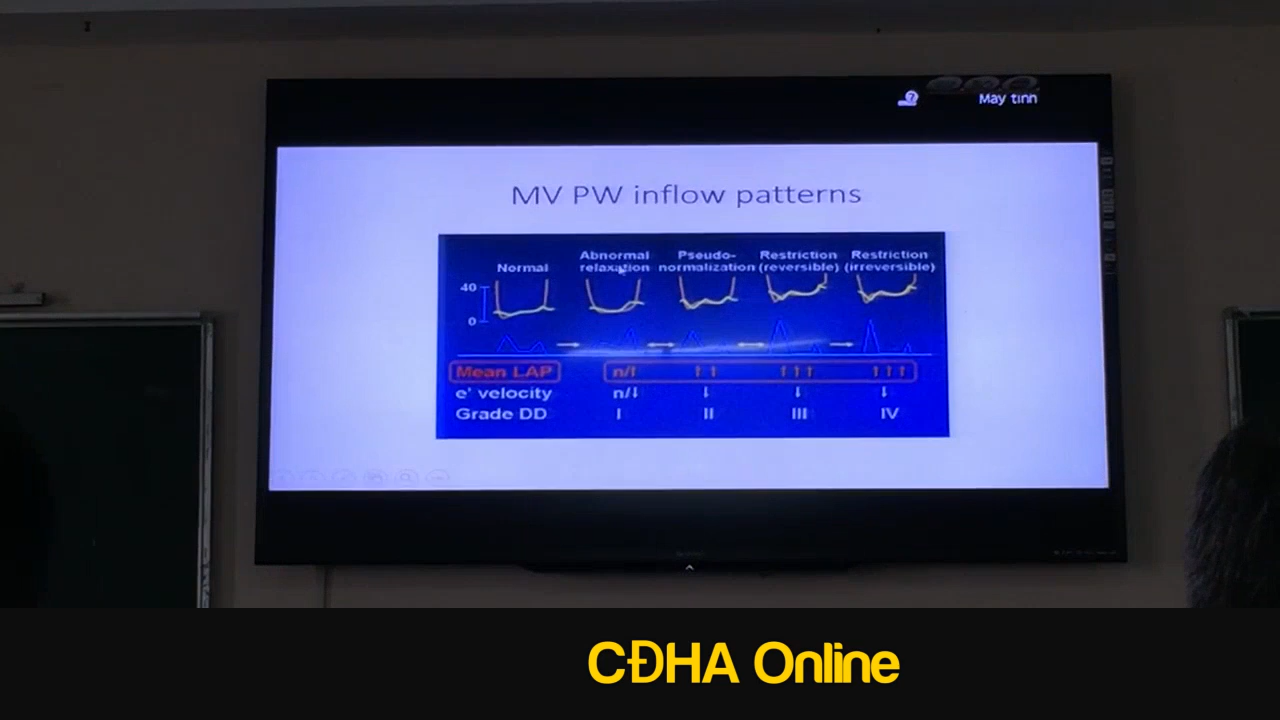 ? May tinh
MV PW inflow patterns
Normal Abnormal relaxation Pseudo-normalization Restriction (reversible) Restriction (irreversible)
40
0
Mean LAP n/↑ ↑↑ ↑↑↑ ↑↑↑
e' velocity n/↓ ↓ ↓ ↓
Grade DD I II III IV
CĐHA Online